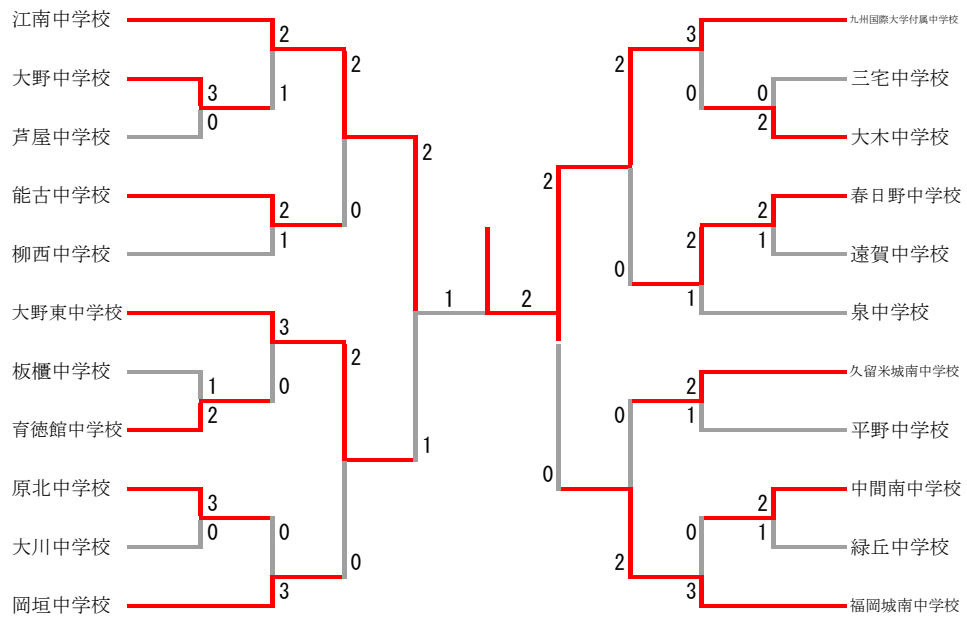 江南中学校
2
2
大野中学校
3
1
0
芦屋中学校
2
能古中学校
2
0
1
柳西中学校
大野東中学校
3
2
板櫃中学校
1
0
2
育徳館中学校
1
原北中学校
3
0
0
大川中学校
0
3
岡垣中学校
1
2
九州国際大学付属中学校
3
2
三宅中学校
0
0
2
大木中学校
2
春日野中学校
2
2
1
遠賀中学校
0
1
泉中学校
久留米城南中学校
2
0
1
平野中学校
0
中間南中学校
2
0
1
緑丘中学校
2
3
福岡城南中学校